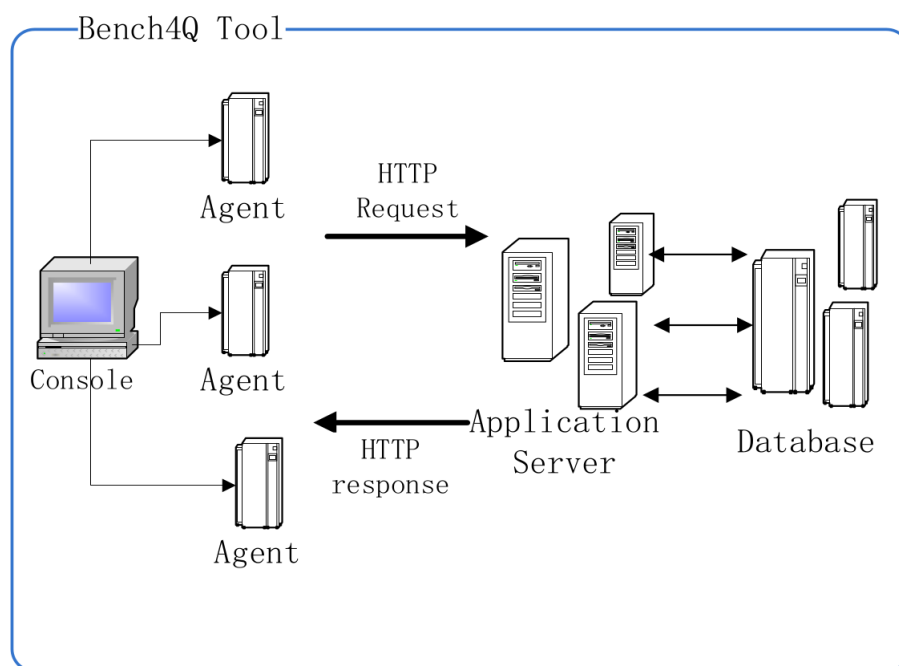 Bench4Q Tool
Agent
HTTP
Request
Console
Agent
Application
Server
Database
HTTP
response
Agent